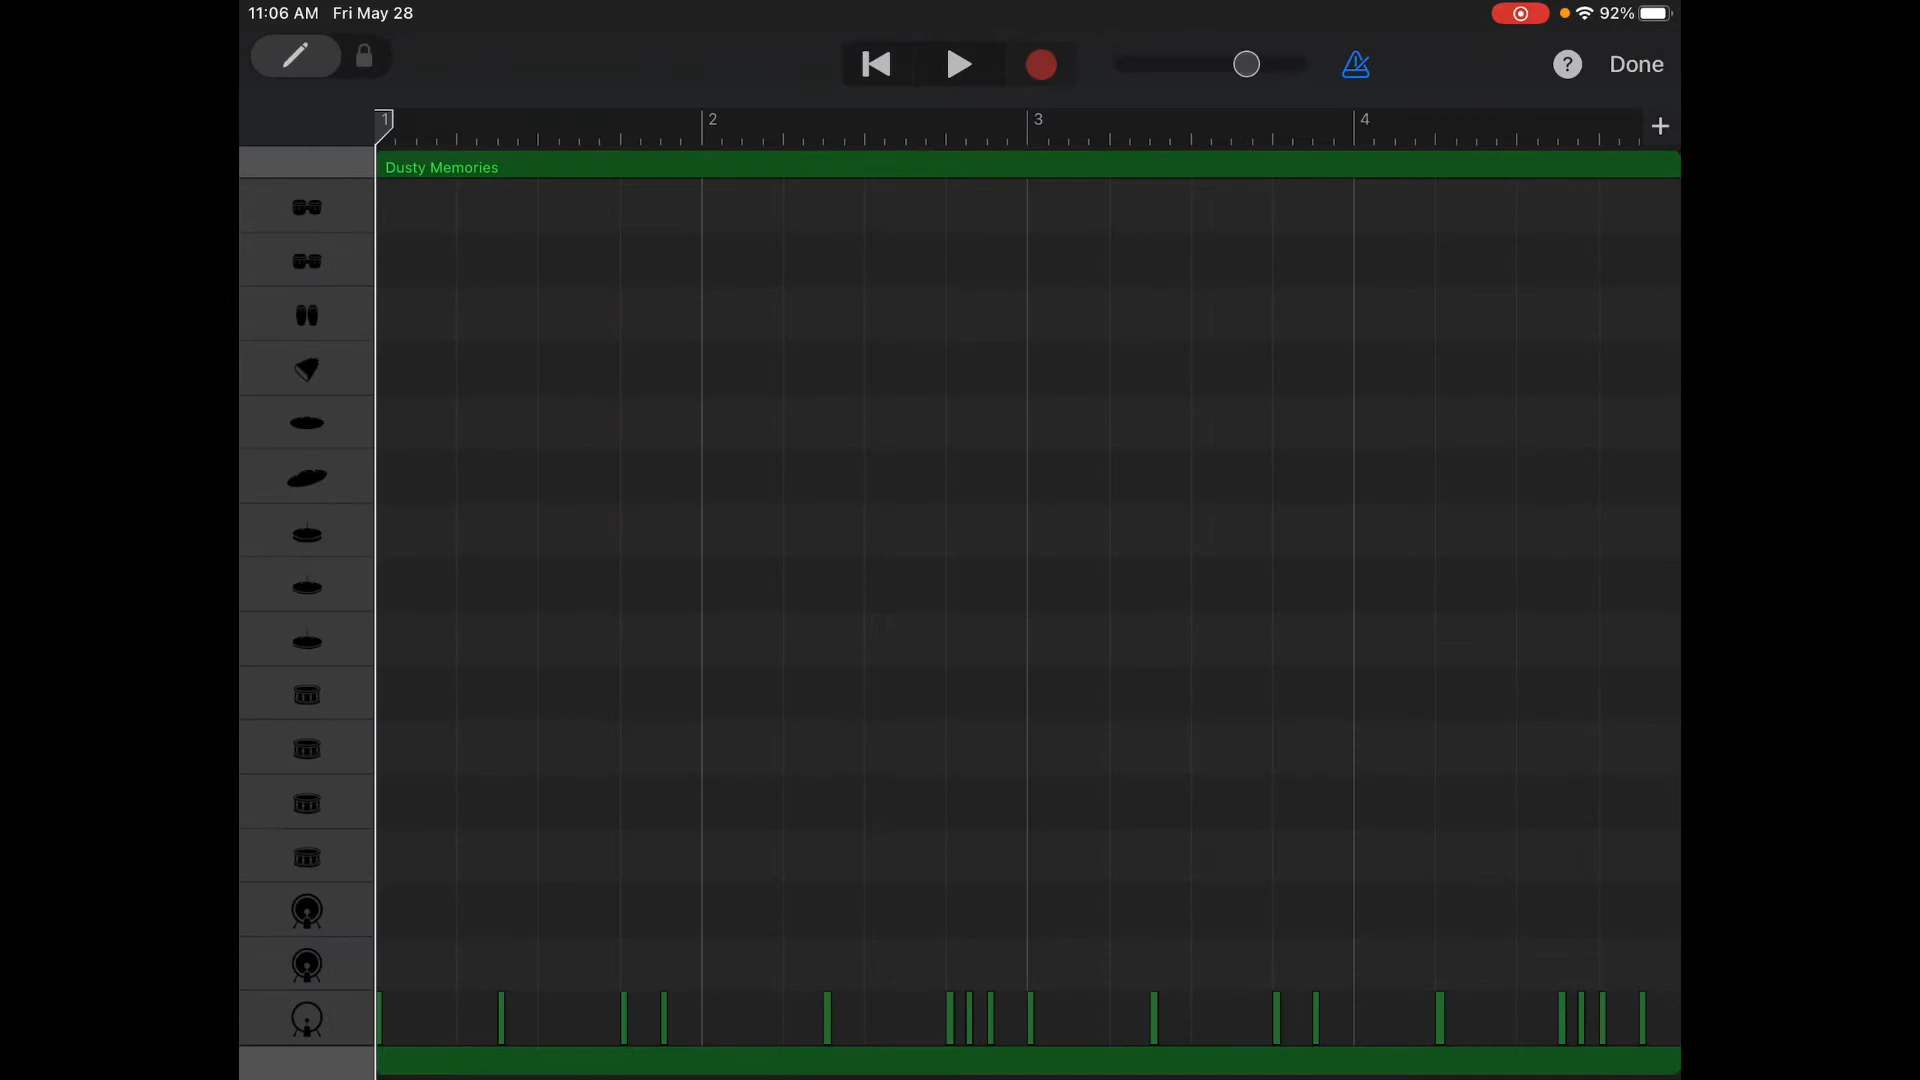 11:06 AM Fri May 28
92%
? Done
1 2 3 4 +
Dusty Memories